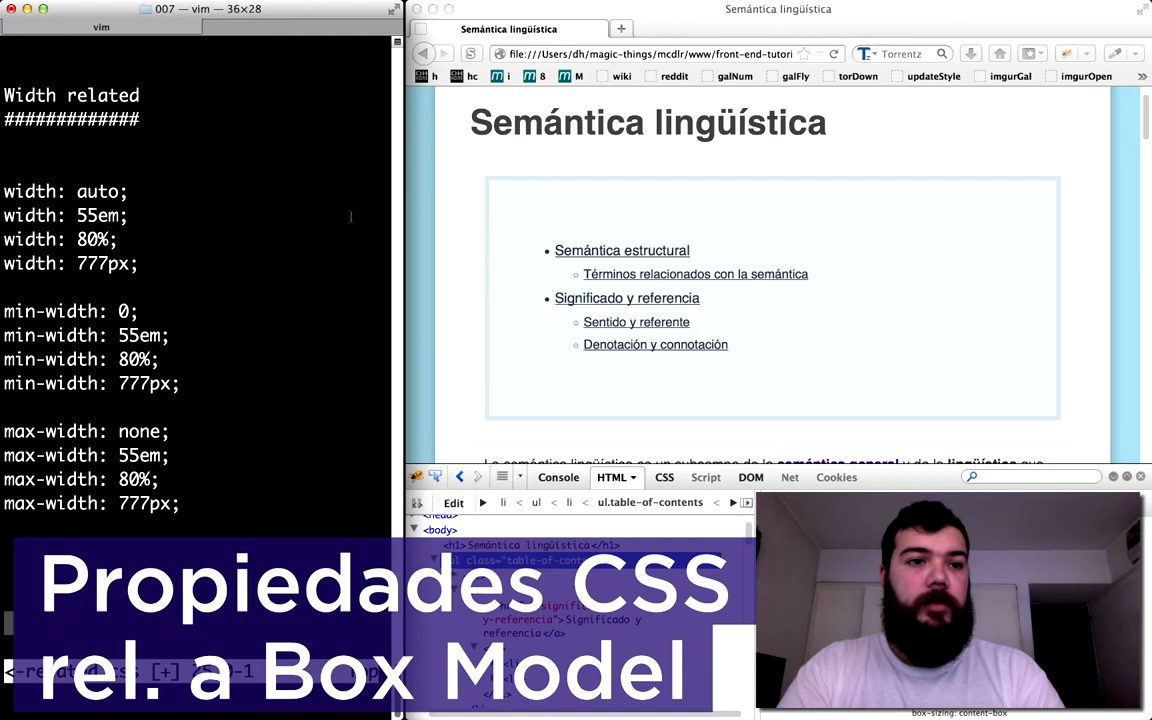 007 — vim — 36×28
vim
Width related
#############
width: auto;
width: 55em;
width: 80%;
width: 777px;
min-width: 0;
min-width: 55em;
min-width: 80%;
min-width: 777px;
max-width: none;
max-width: 55em;
max-width: 80%;
max-width: 777px;
Semántica lingüística
Semántica lingüística
file:///Users/dh/magic-things/mcdlr/www/front-end-tutori
Torrentz
h hc i 8 M wiki reddit galNum galFly torDown updateStyle imgurGal imgurOpen
Semántica lingüística
Semántica estructural
Términos relacionados con la semántica
Significado y referencia
Sentido y referente
Denotación y connotación
Console HTML CSS Script DOM Net Cookies
Edit li < ul < li < ul.table-of-contents
<body>
<h1>Semántica lingüística</h1>
y-referencia">Significado y
referencia</a>
Propiedades CSS
rel. a Box Model
box-sizing: content-box